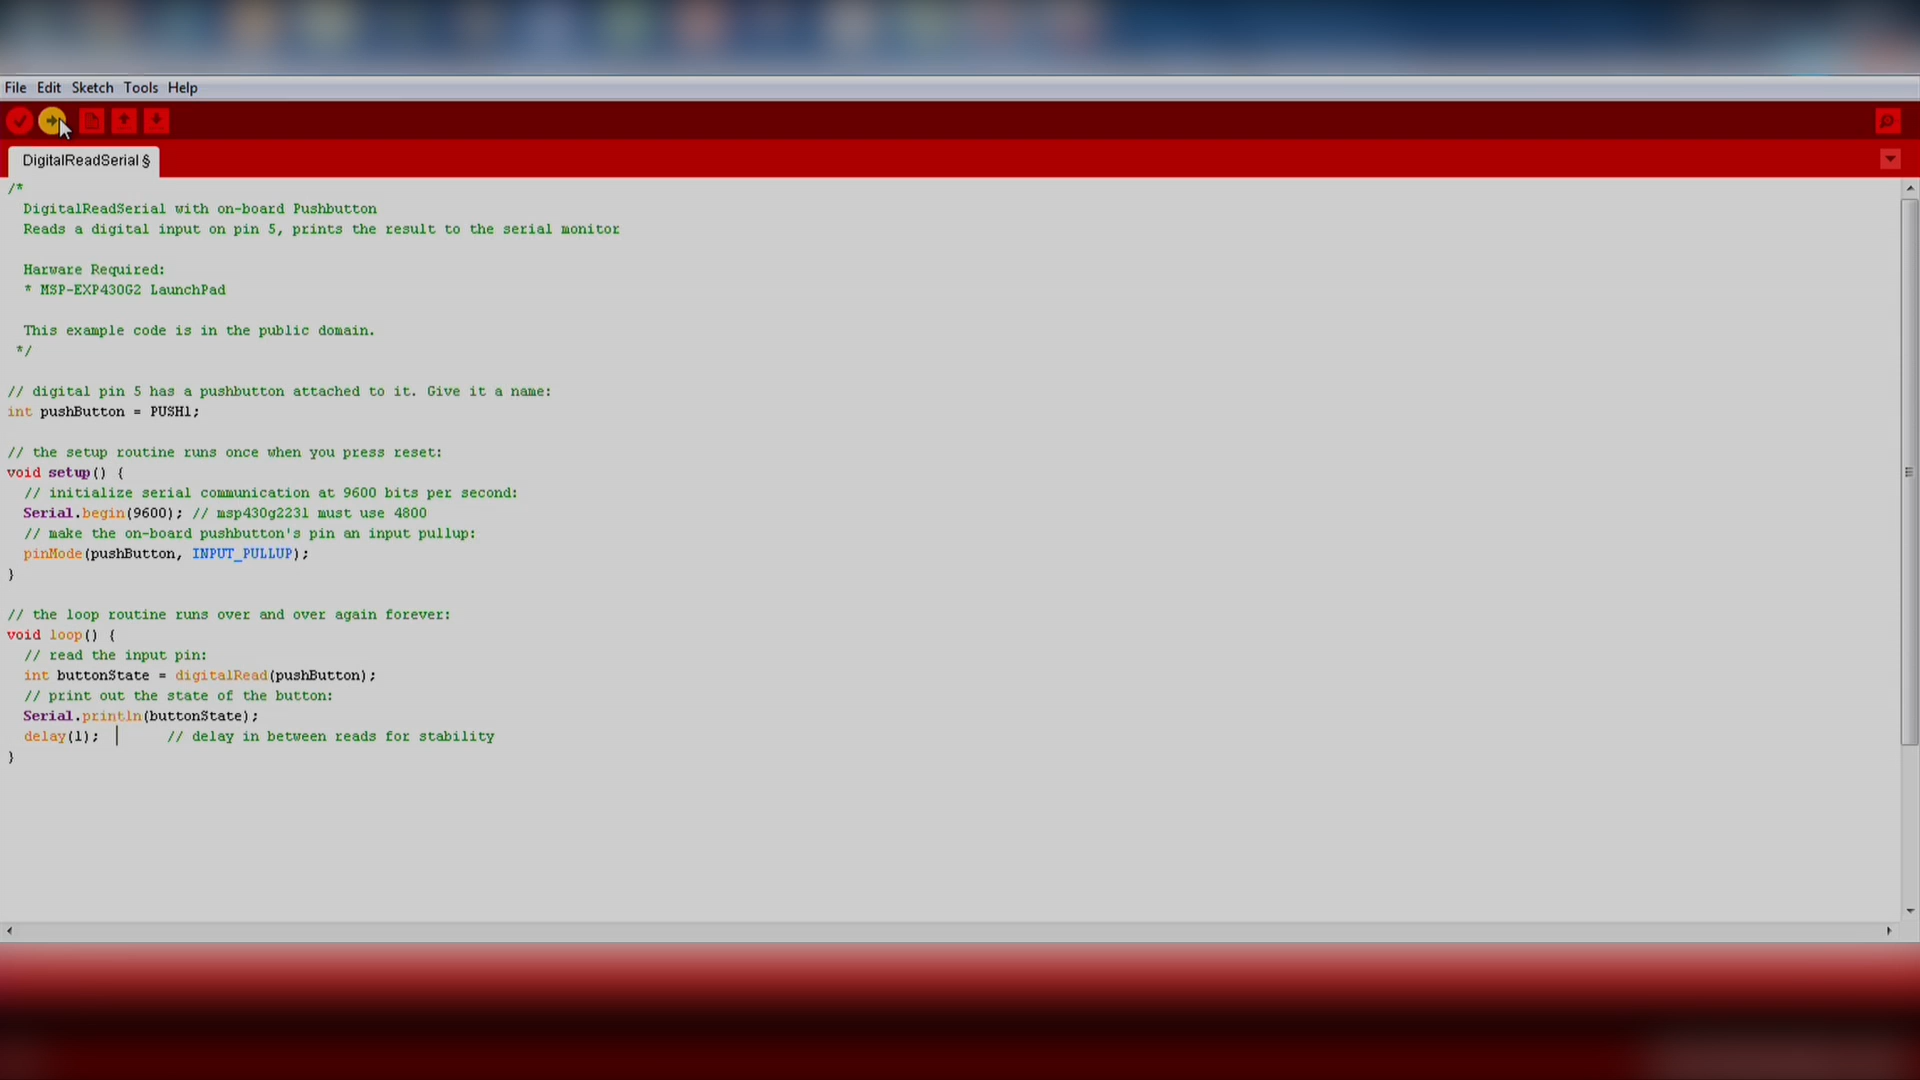 File Edit Sketch Tools Help
DigitalReadSerial §
/*
DigitalReadSerial with on-board Pushbutton
Reads a digital input on pin 5, prints the result to the serial monitor
Harware Required:
* MSP-EXP430G2 LaunchPad
This example code is in the public domain.
*/
// digital pin 5 has a pushbutton attached to it. Give it a name:
int pushButton = PUSH1;
// the setup routine runs once when you press reset:
void setup() {
// initialize serial communication at 9600 bits per second:
Serial.begin(9600); // msp430g2231 must use 4800
// make the on-board pushbutton's pin an input pullup:
pinMode(pushButton, INPUT_PULLUP);
}
// the loop routine runs over and over again forever:
void loop() {
// read the input pin:
int buttonState = digitalRead(pushButton);
// print out the state of the button:
Serial.println(buttonState);
delay(1); // delay in between reads for stability
}